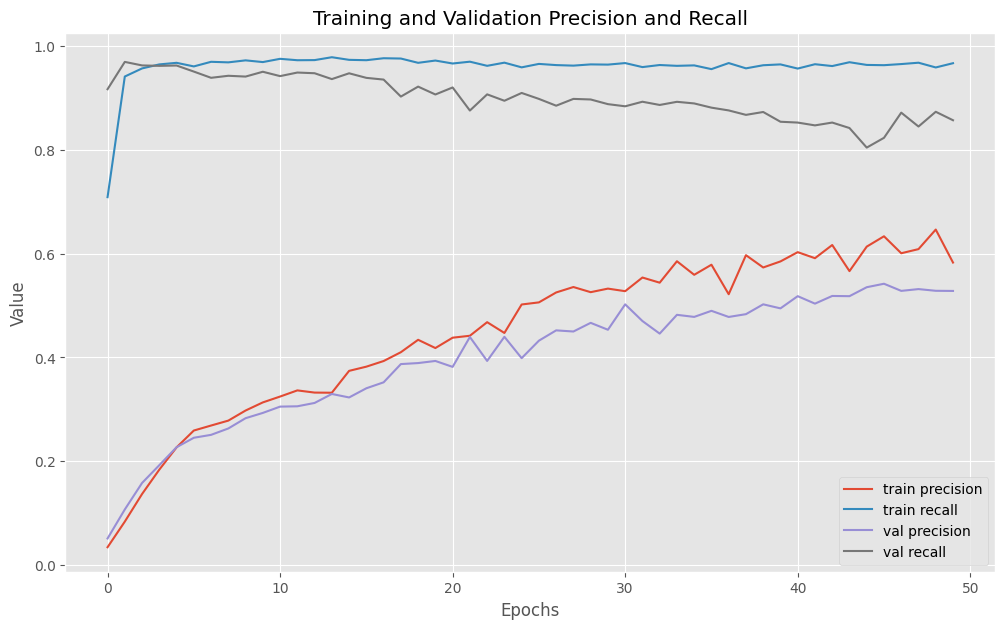 Training and Validation Precision and Recall
1.0
0.8
0.6
0.4
0.2
0.0
Value
0
10
20
30
40
50
Epochs
train precision
train recall
val precision
val recall